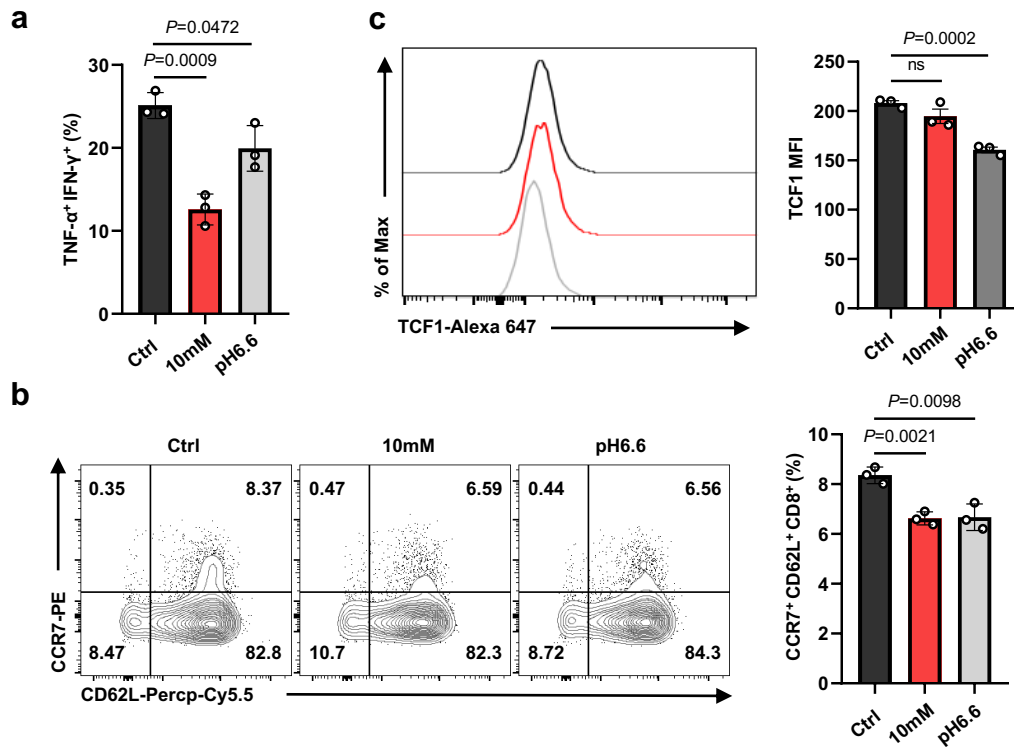 a
P=0.0472
P=0.0009
30
20
10
0
TNF-α⁺ IFN-γ⁺ (%)
Ctrl
10mM
pH6.6
c
% of Max
TCF1-Alexa 647
P=0.0002
ns
250
200
150
100
50
0
TCF1 MFI
Ctrl
10mM
pH6.6
b
Ctrl
10mM
pH6.6
0.35
8.37
0.47
6.59
0.44
6.56
8.47
82.8
10.7
82.3
8.72
84.3
CCR7-PE
CD62L-Percp-Cy5.5
P=0.0098
P=0.0021
10
8
6
4
2
0
CCR7⁺ CD62L⁺ CD8⁺ (%)
Ctrl
10mM
pH6.6